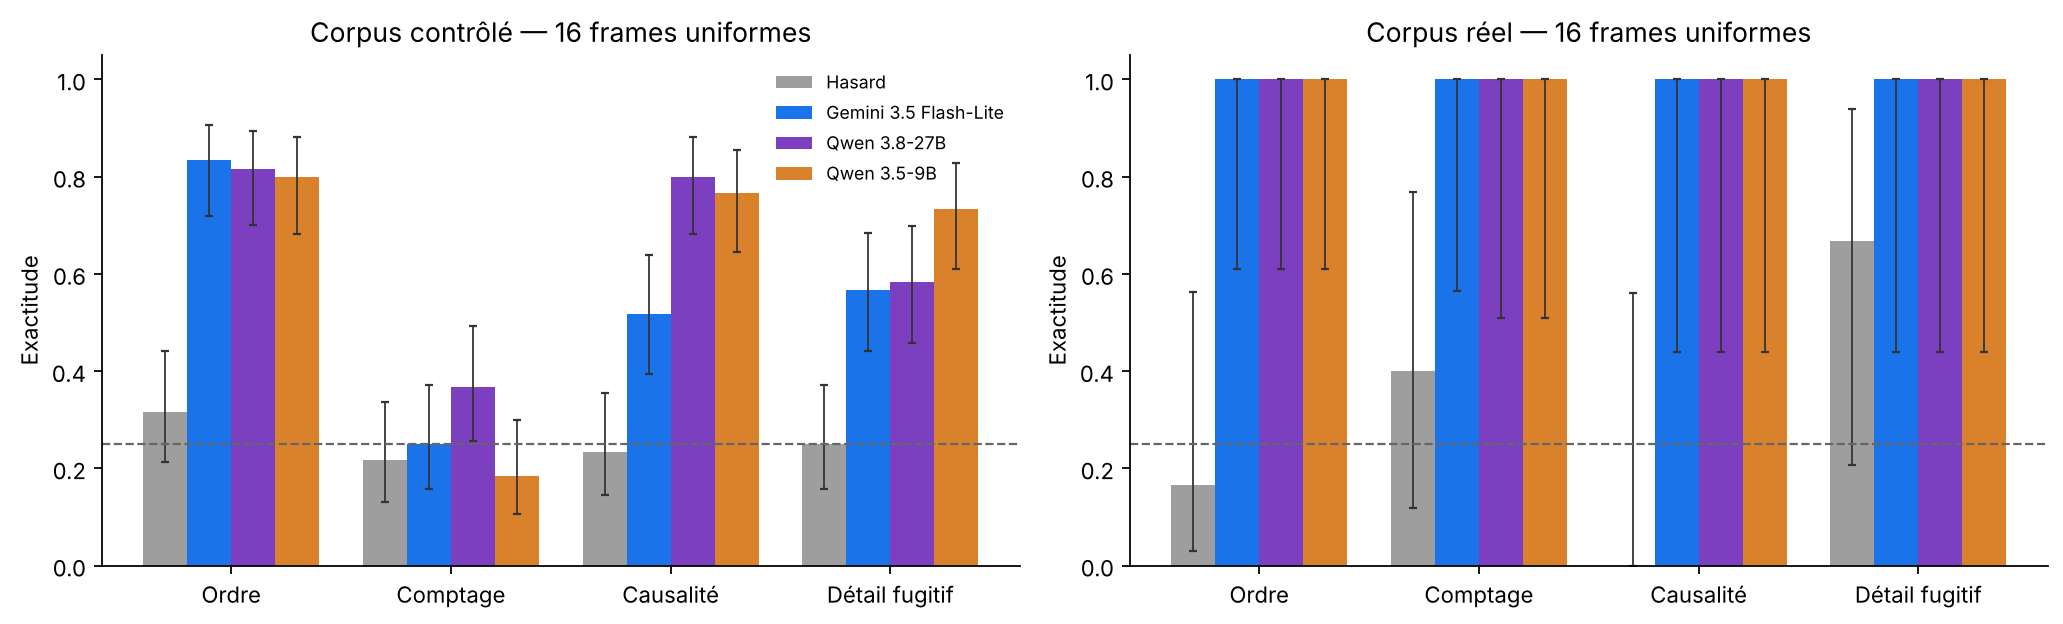 Corpus contrôlé — 16 frames uniformes
Exactitude
1.0
0.8
0.6
0.4
0.2
0.0
Hasard
Gemini 3.5 Flash-Lite
Qwen 3.8-27B
Qwen 3.5-9B
Ordre
Comptage
Causalité
Détail fugitif
Corpus réel — 16 frames uniformes
Exactitude
1.0
0.8
0.6
0.4
0.2
0.0
Ordre
Comptage
Causalité
Détail fugitif